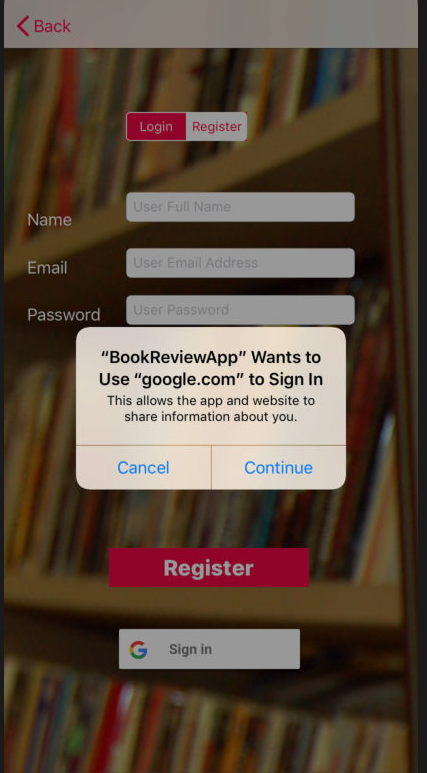 Back
Login Register
Name User Full Name
Email User Email Address
Password User Password
“BookReviewApp” Wants to
Use “google.com” to Sign In
This allows the app and website to
share information about you.
Cancel Continue
Register
G Sign in